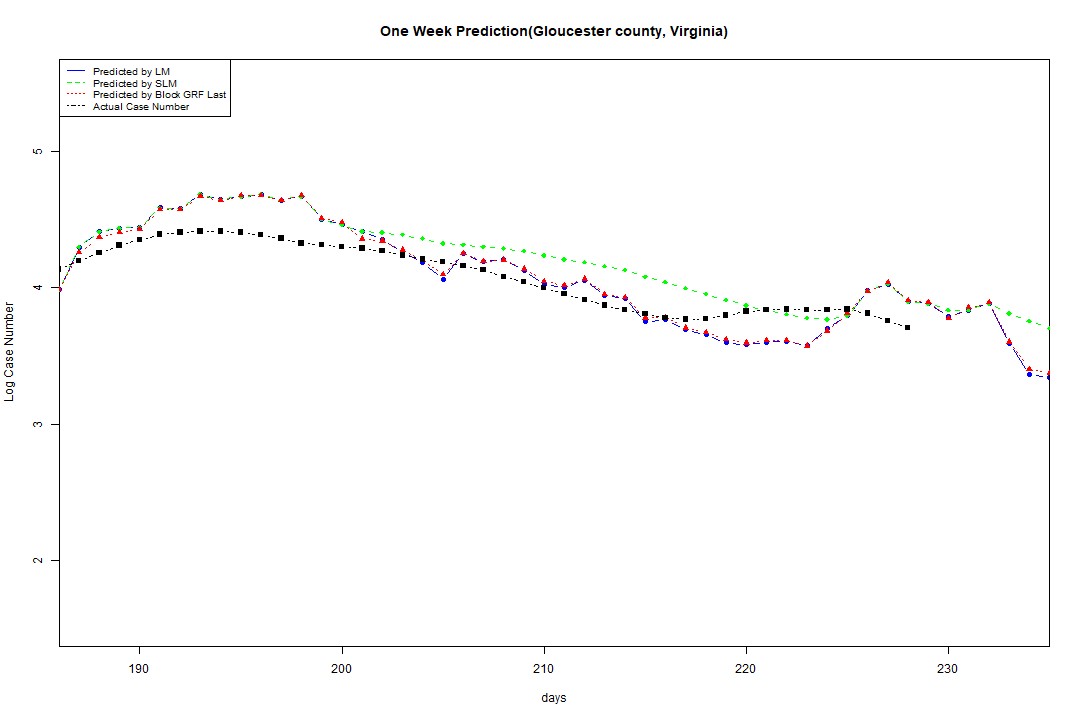 One Week Prediction(Gloucester county, Virginia)
Predicted by LM
Predicted by SLM
Predicted by Block GRF Last
Actual Case Number
5
4
3
2
Log Case Number
190 200 210 220 230
days